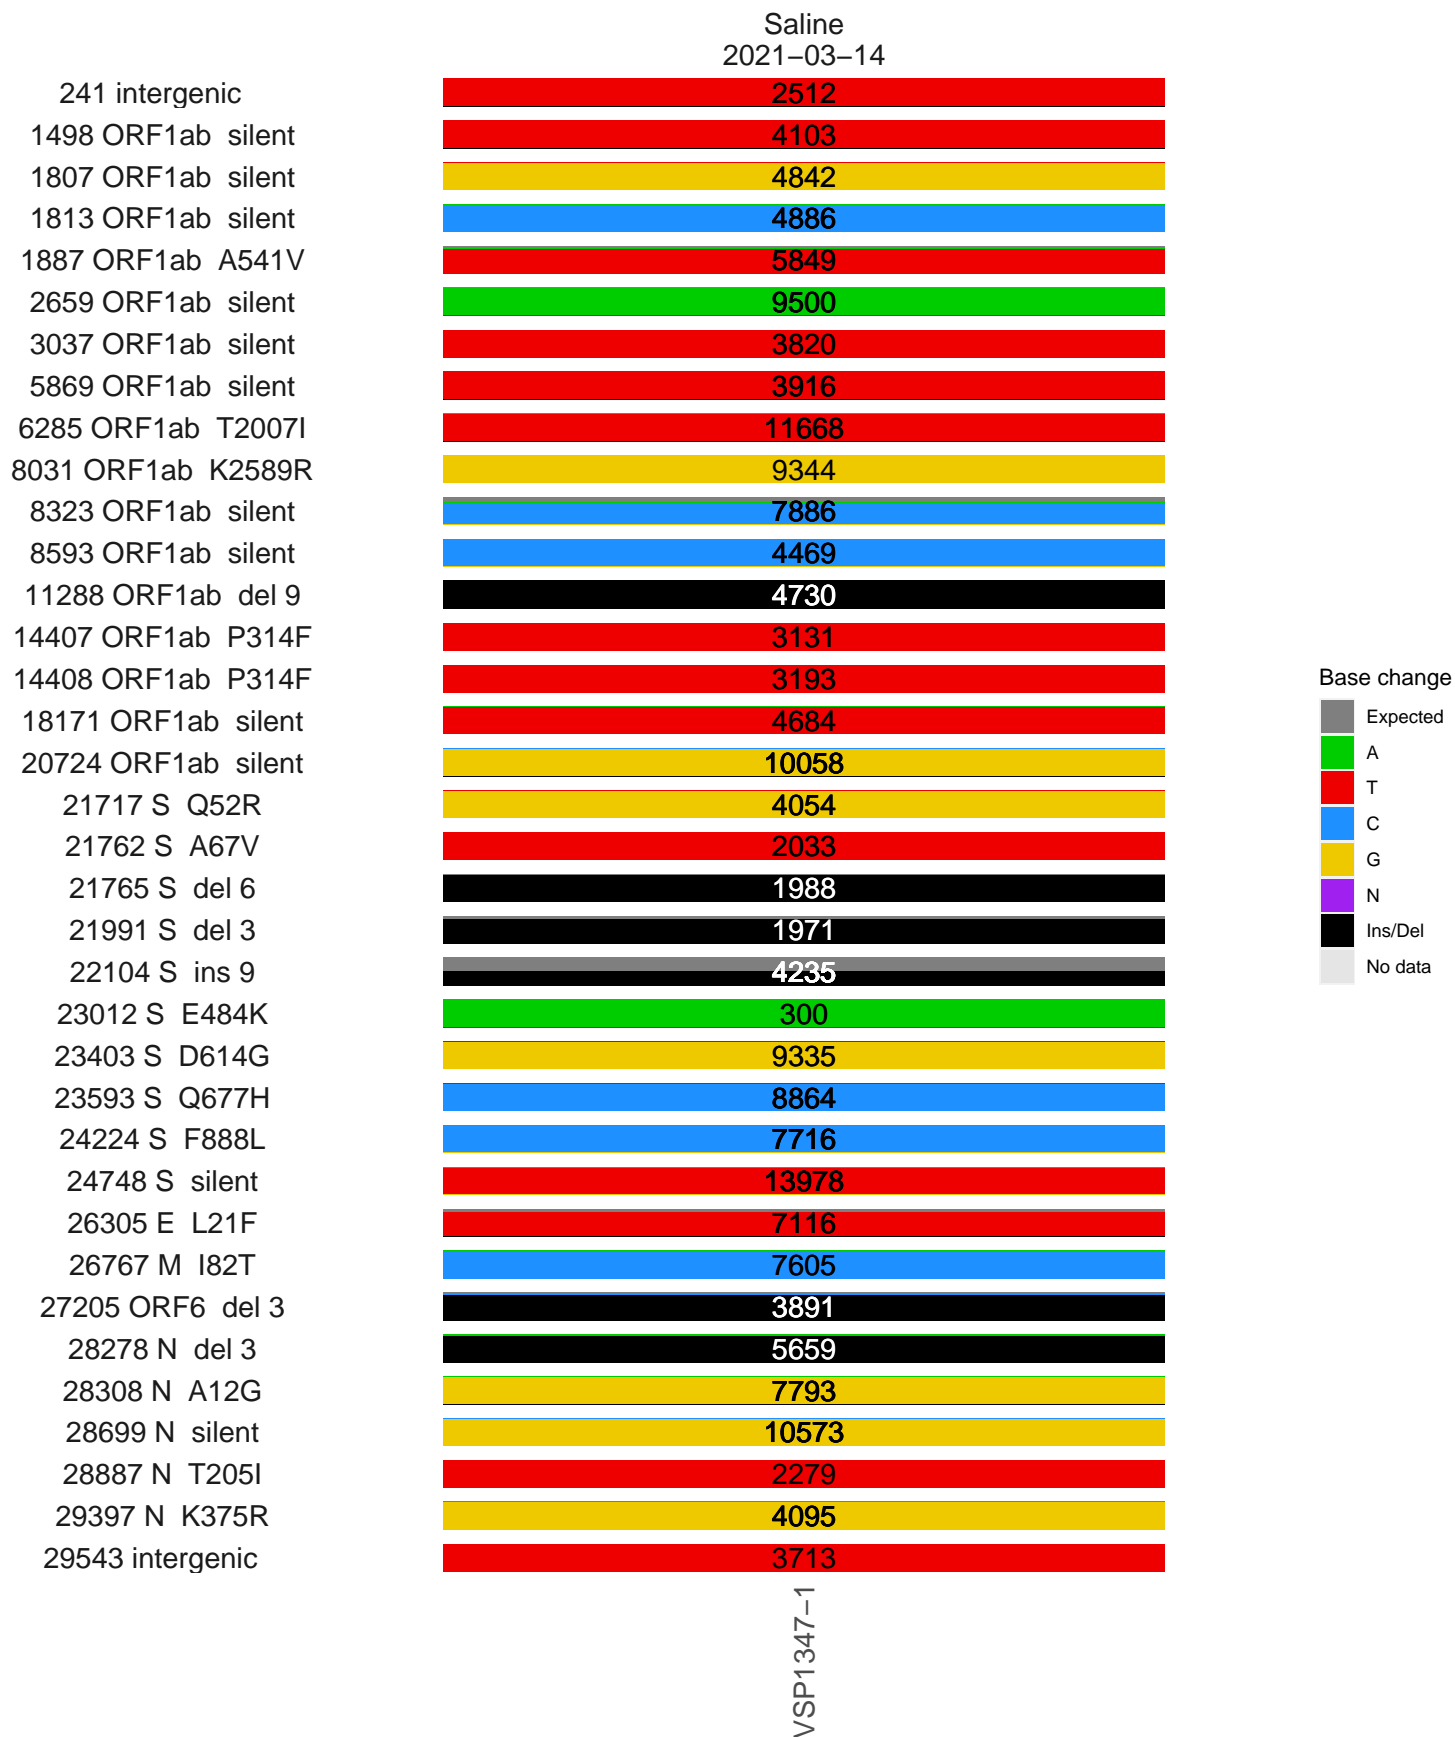 Saline
2021−03−14
241 intergenic 2512
1498 ORF1ab silent 4103
1807 ORF1ab silent 4842
1813 ORF1ab silent 4886
1887 ORF1ab A541V 5849
2659 ORF1ab silent 9500
3037 ORF1ab silent 3820
5869 ORF1ab silent 3916
6285 ORF1ab T2007I 11668
8031 ORF1ab K2589R 9344
8323 ORF1ab silent 7886
8593 ORF1ab silent 4469
11288 ORF1ab del 9 4730
14407 ORF1ab P314F 3131
14408 ORF1ab P314F 3193
18171 ORF1ab silent 4684
20724 ORF1ab silent 10058
21717 S Q52R 4054
21762 S A67V 2033
21765 S del 6 1988
21991 S del 3 1971
22104 S ins 9 4235
23012 S E484K 300
23403 S D614G 9335
23593 S Q677H 8864
24224 S F888L 7716
24748 S silent 13978
26305 E L21F 7116
26767 M I82T 7605
27205 ORF6 del 3 3891
28278 N del 3 5659
28308 N A12G 7793
28699 N silent 10573
28887 N T205I 2279
29397 N K375R 4095
29543 intergenic 3713
VSP1347−1
Base change
Expected
A
T
C
G
N
Ins/Del
No data